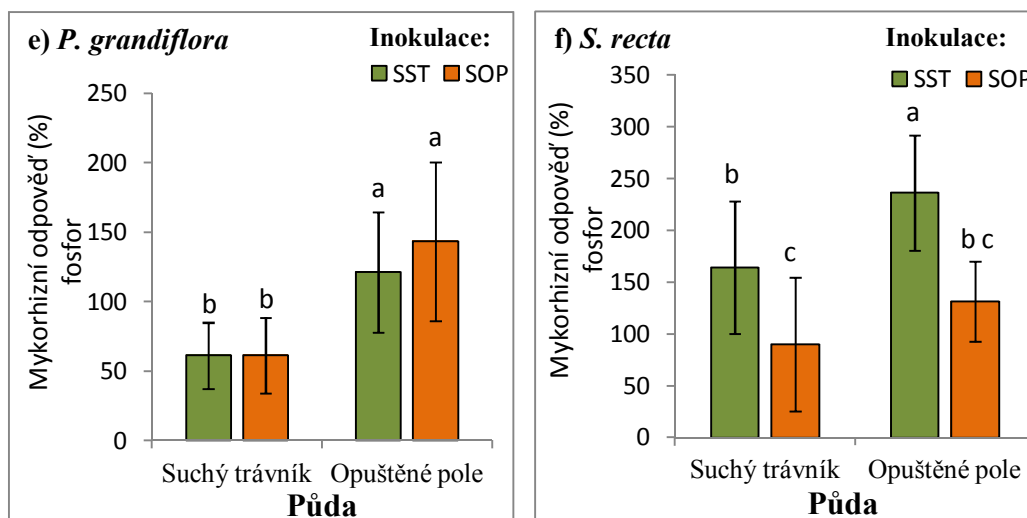 e) P. grandiflora
Inokulace:
SST SOP
Mykorhizní odpověď (%)
fosfor
250
200
150
100
50
0
b
b
a
a
Suchý trávník
Opuštěné pole
Půda
f) S. recta
Inokulace:
SST SOP
Mykorhizní odpověď (%)
fosfor
350
300
250
200
150
100
50
0
b
c
a
b c
Suchý trávník
Opuštěné pole
Půda